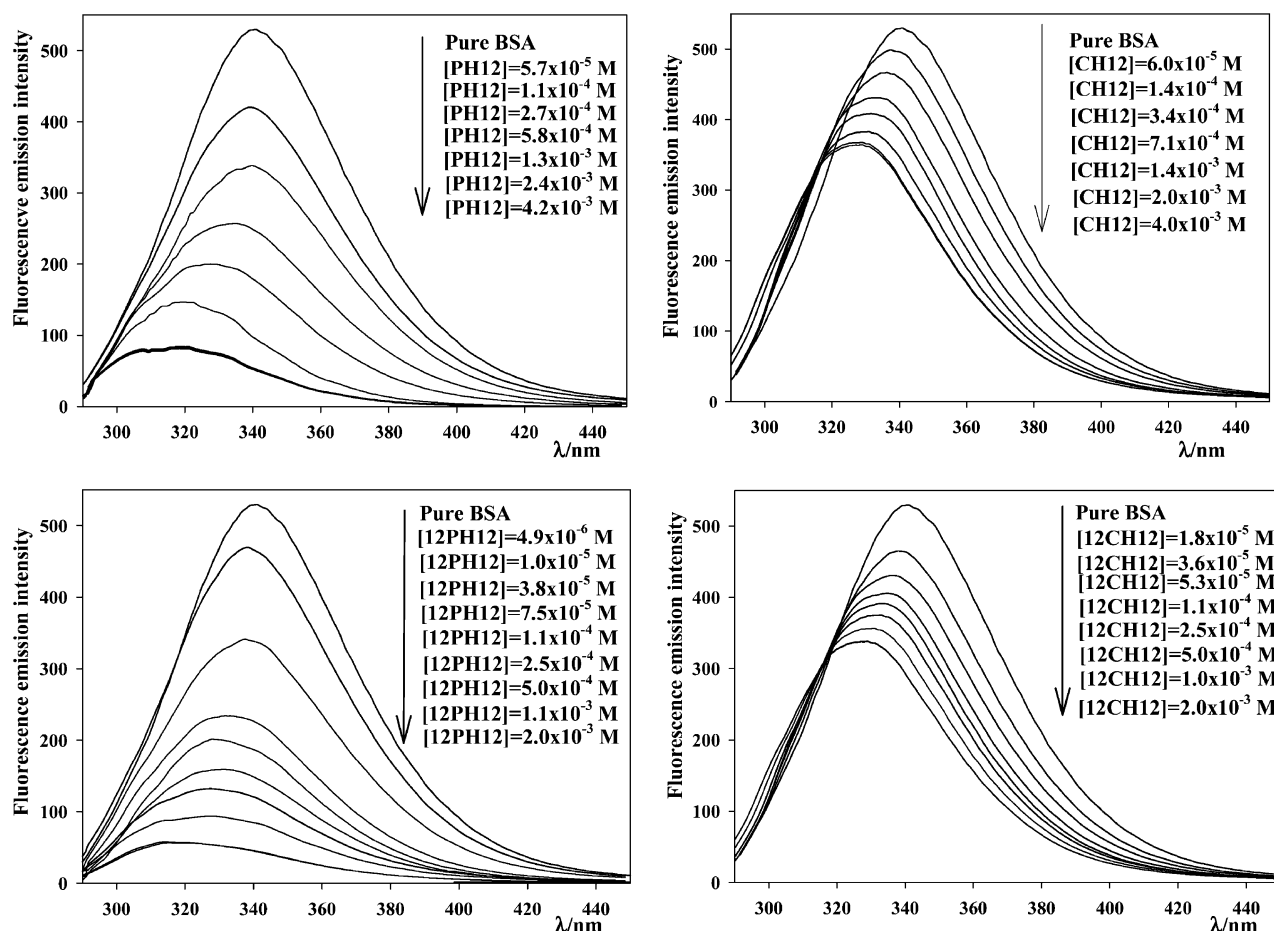 Fluorescencve emission intensity
500
400
300
200
100
0
300
320
340
360
380
400
420
440
λ/nm
Pure BSA
[PH12]=5.7x10-5 M
[PH12]=1.1x10-4 M
[PH12]=2.7x10-4 M
[PH12]=5.8x10-4 M
[PH12]=1.3x10-3 M
[PH12]=2.4x10-3 M
[PH12]=4.2x10-3 M
Fluorescence emission intensity
500
400
300
200
100
0
300
320
340
360
380
400
420
440
λ/nm
Pure BSA
[CH12]=6.0x10-5 M
[CH12]=1.4x10-4 M
[CH12]=3.4x10-4 M
[CH12]=7.1x10-4 M
[CH12]=1.4x10-3 M
[CH12]=2.0x10-3 M
[CH12]=4.0x10-3 M
Fluorescence emission intensity
500
400
300
200
100
0
300
320
340
360
380
400
420
440
λ/nm
Pure BSA
[12PH12]=4.9x10-6 M
[12PH12]=1.0x10-5 M
[12PH12]=3.8x10-5 M
[12PH12]=7.5x10-5 M
[12PH12]=1.1x10-4 M
[12PH12]=2.5x10-4 M
[12PH12]=5.0x10-4 M
[12PH12]=1.1x10-3 M
[12PH12]=2.0x10-3 M
Fluorescence emission intensity
500
400
300
200
100
0
300
320
340
360
380
400
420
440
λ/nm
Pure BSA
[12CH12]=1.8x10-5 M
[12CH12]=3.6x10-5 M
[12CH12]=5.3x10-5 M
[12CH12]=1.1x10-4 M
[12CH12]=2.5x10-4 M
[12CH12]=5.0x10-4 M
[12CH12]=1.0x10-3 M
[12CH12]=2.0x10-3 M